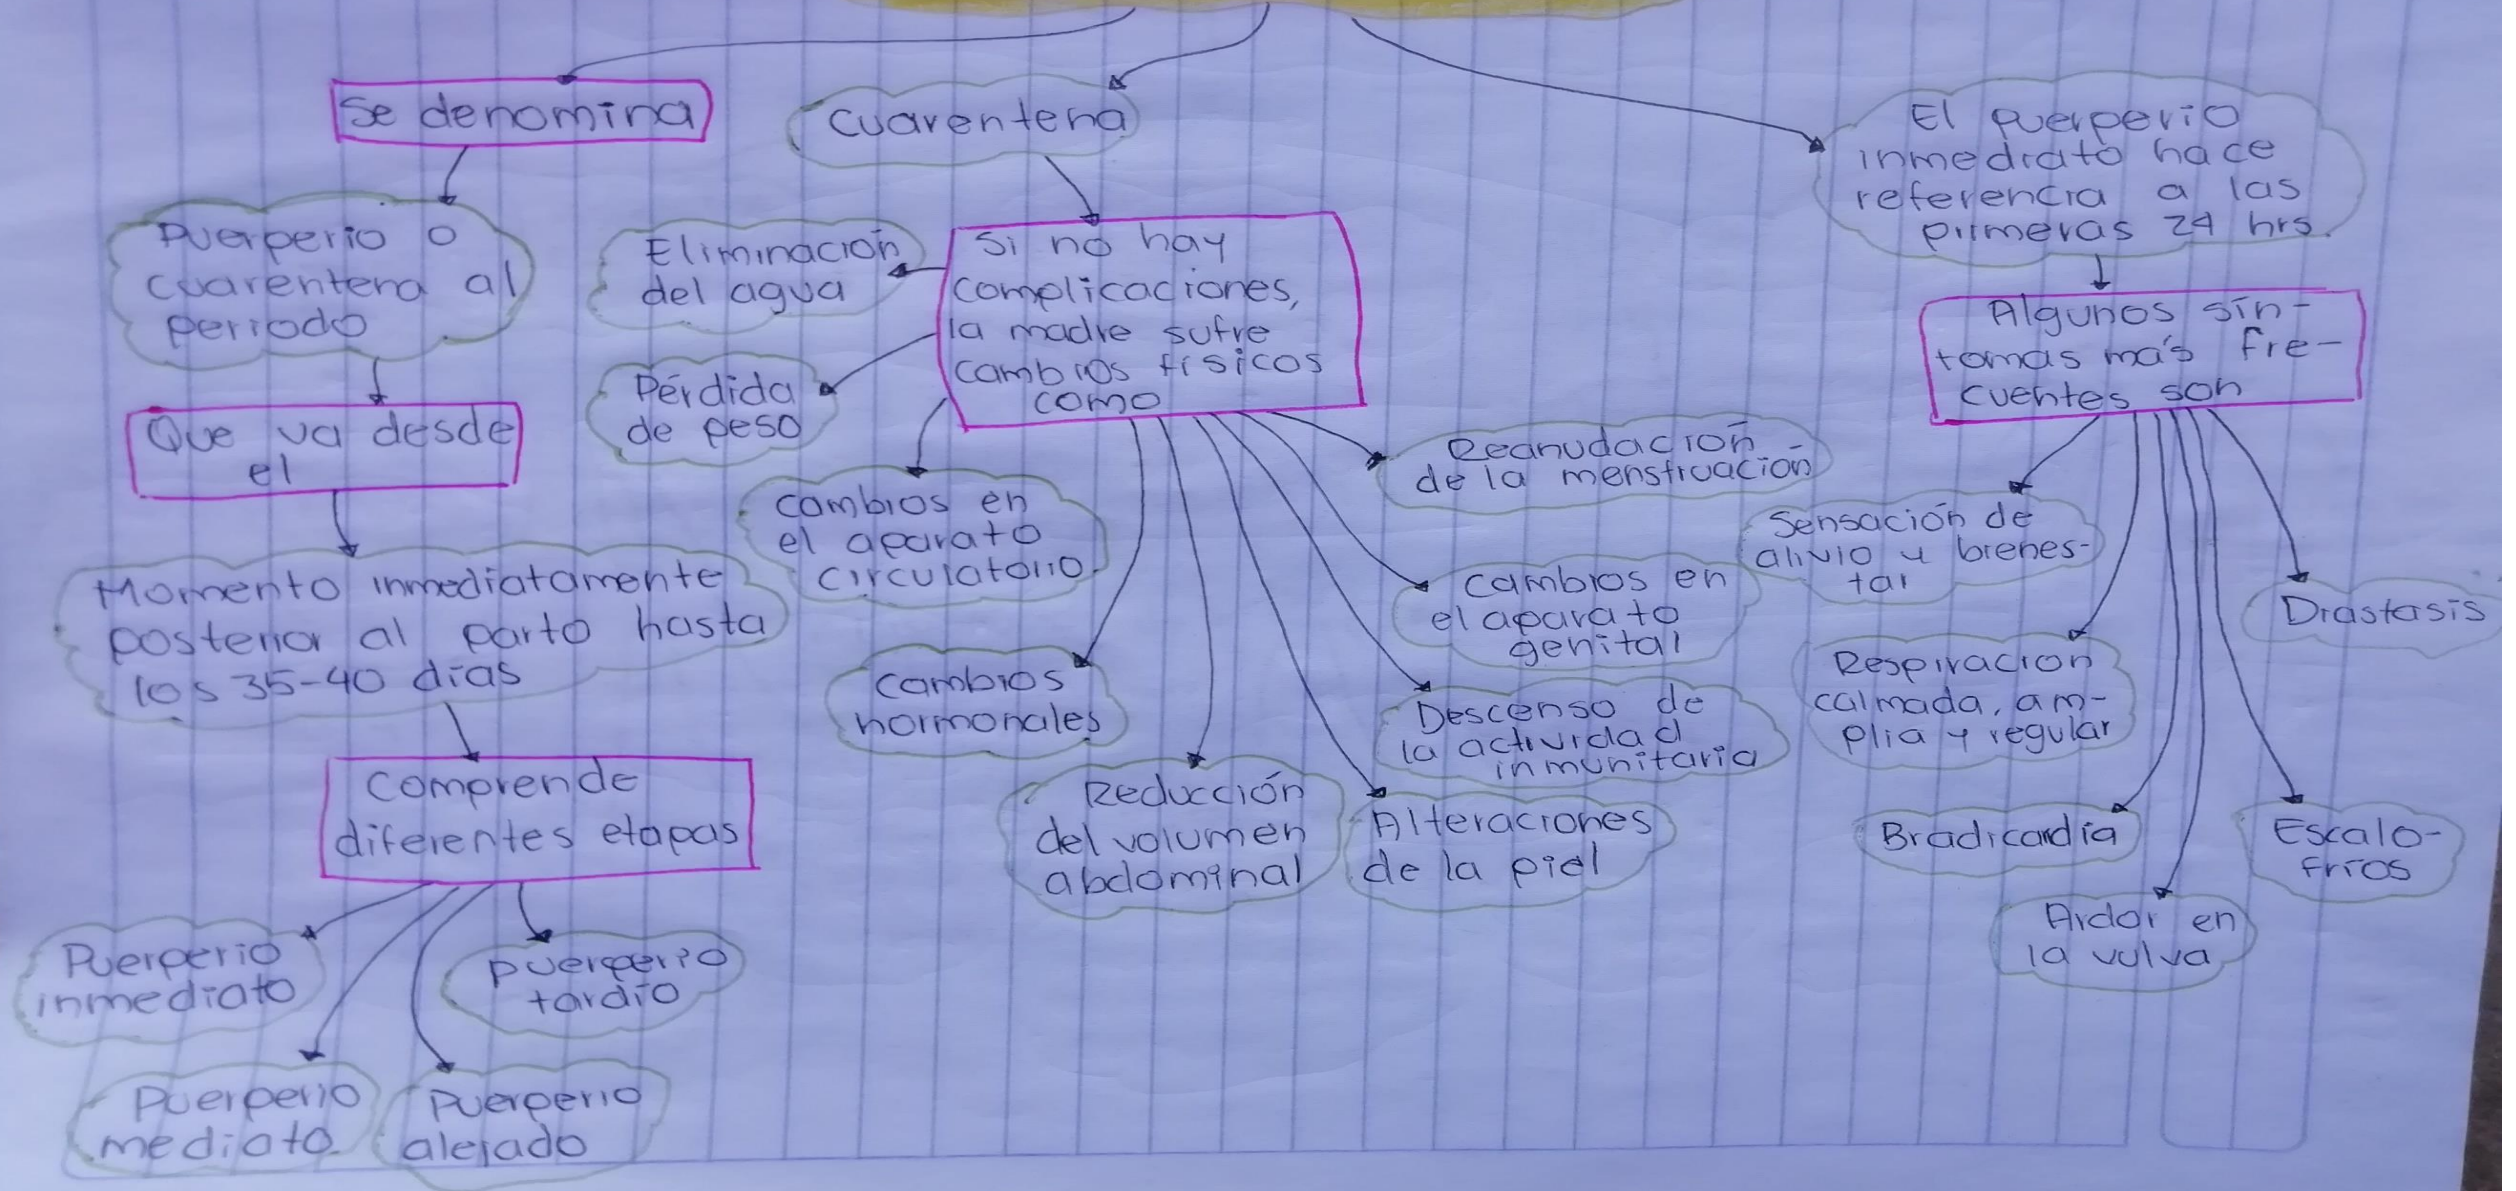 Se denomina
Puerperio o
cuarentena al
periodo
Que va desde
el
Momento inmediatamente
posterior al parto hasta
los 35-40 días
Comprende
diferentes etapas
Puerperio
inmediato
Puerperio
mediato
Puerperio
alejado
Puerperio
tardío
Cuarentena
Si no hay
complicaciones,
la madre sufre
cambios físicos
como
Eliminación
del agua
Pérdida
de peso
Cambios en
el aparato
circulatorio.
Cambios
hormonales
Reducción
del volumen
abdominal
Alteraciones
de la piel
Descenso de
la actividad
inmunitaria
Cambios en
el aparato
genital
Reanudación
de la menstruación
El puerperio
inmediato hace
referencia a las
primeras 24 hrs.
Algunos sín-
tomas más fre-
cuentes son
Sensación de
alivio y bienes-
tar
Respiración
calmada, am-
plia y regular
Bradicardia
Ardor en
la vulva
Escalo-
fríos
Diastasis